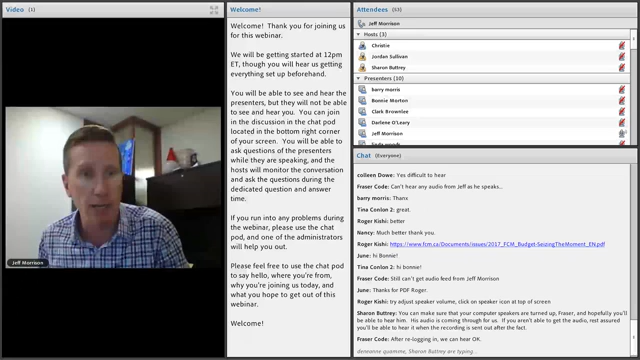 Video (1)
Jeff Morrison
Welcome!
Welcome! Thank you for joining us
for this webinar.
We will be getting started at 12pm
ET, though you will hear us getting
everything set up beforehand.
You will be able to see and hear the
presenters, but they will not be able
to see and hear you. You can join
in the discussion in the chat pod
located in the bottom right corner
of your screen. You will be able to
ask questions of the presenters
while they are speaking, and the
hosts will monitor the conversation
and ask the questions during the
dedicated question and answer
time.
If you run into any problems during
the webinar, please use the chat
pod, and one of the administrators
will help you out.
Please feel free to use the chat pod
to say hello, where you're from,
why you're joining us today, and
what you hope to get out of this
webinar.
Welcome!
Attendees (53)
Jeff Morrison
Hosts (3)
Christie
Jordan Sullivan
Sharon Buttrey
Presenters (10)
barry morris
Bonnie Morton
Clark Brownlee
Darlene O'Leary
Jeff Morrison
Chat (Everyone)
colleen Dowe: Yes difficult to hear
Fraser Code: Can't hear any audio from Jeff as he speaks...
barry morris: Thanx
Tina Conlon 2: great.
Roger Kishi: better
Nancy: Much better thank you.
Roger Kishi: https://www.fcm.ca/Documents/issues/2017_FCM_Budget-SeizingTheMoment_EN.pdf
June: hi Bonnie!
Tina Conlon 2: hi bonnie!
Fraser Code: Still can't get audio feed from Jeff Morrison
June: Thanks for PDF Roger.
Roger Kishi: try adjust speaker volume, click on speaker icon at top of screen
Sharon Buttrey: You can make sure that your computer speakers are turned up, Fraser, and hopefully you'll be able to hear him. His audio is coming through for us. If you aren't able to get the audio, rest assured you'll be able to hear it when the recording is sent out after the fact.
Fraser Code: After re-logging in, we can hear OK.
deneanne quamme, Sharon Buttrey are typing...